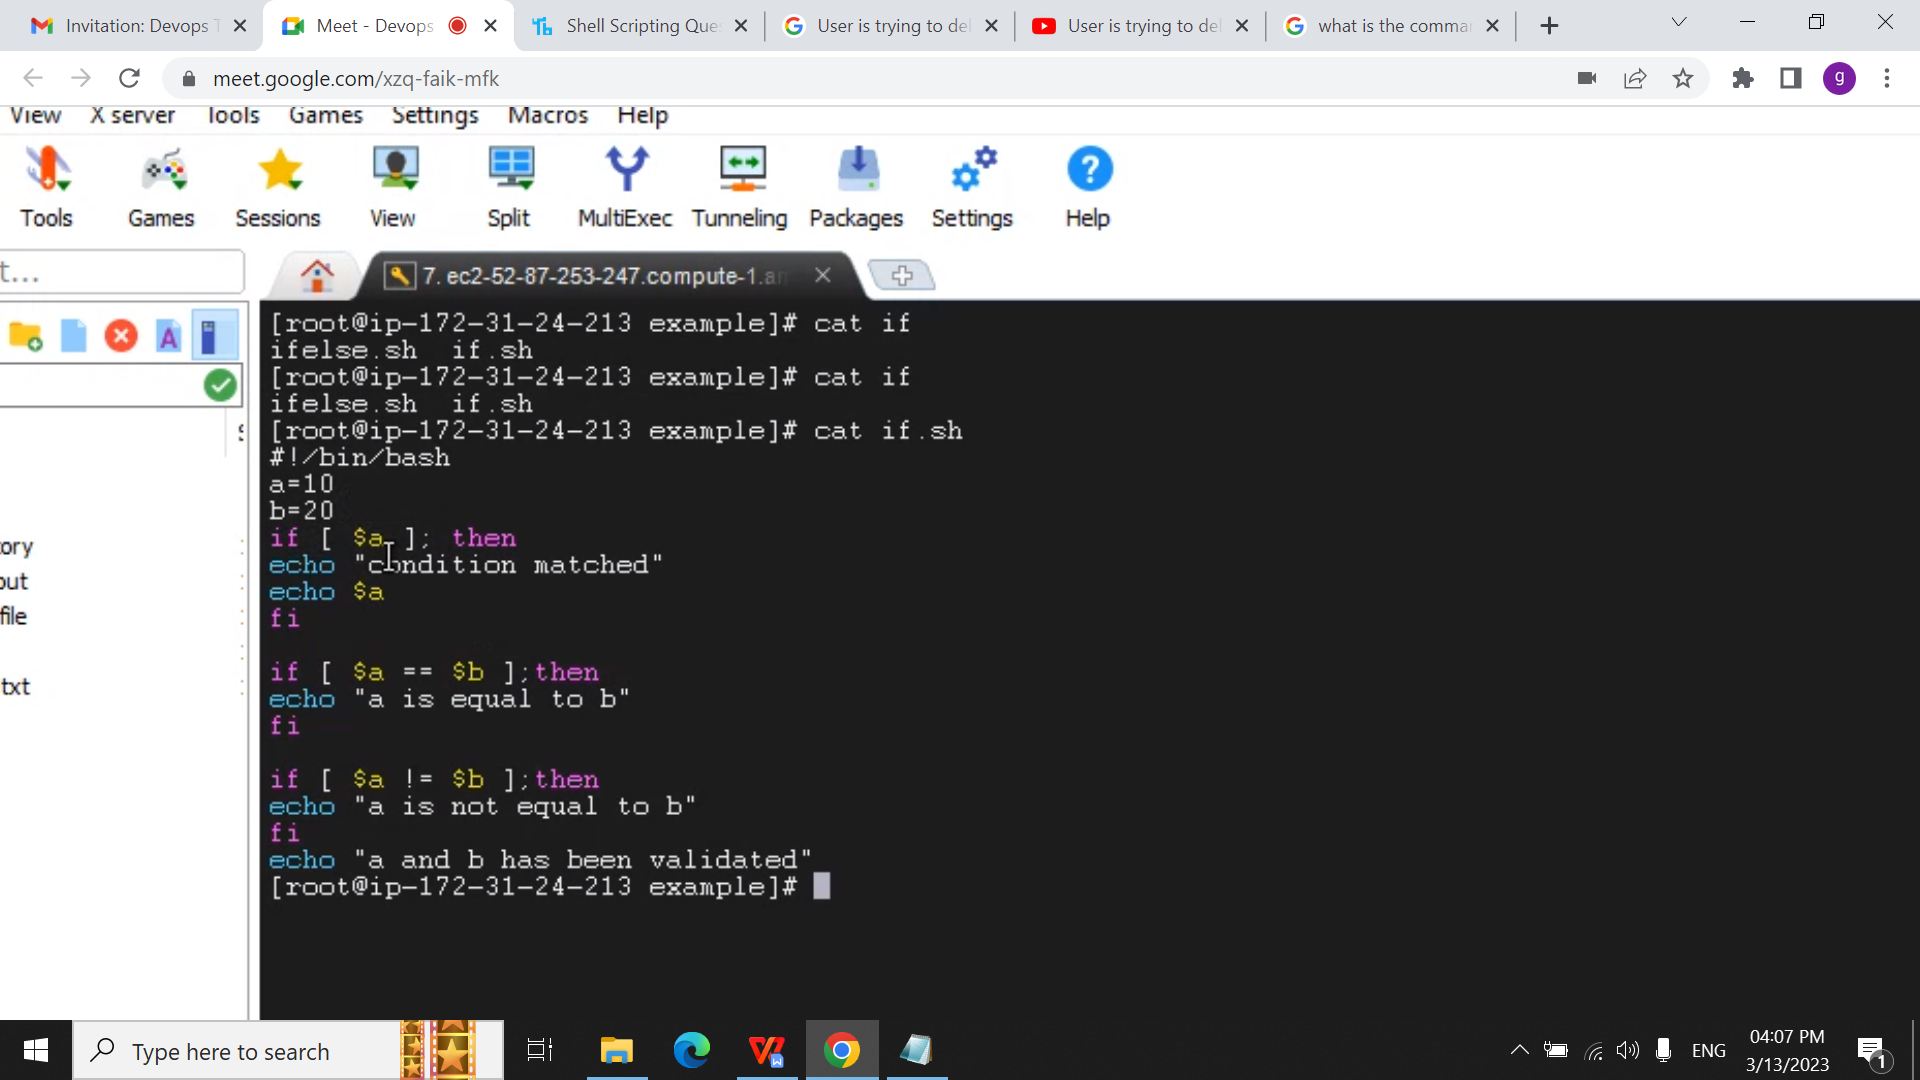 Invitation: Devops T
Meet - Devops
Shell Scripting Que
User is trying to del
User is trying to del
what is the comma
meet.google.com/xzq-faik-mfk
g
View X server Tools Games Settings Macros Help
Tools Games Sessions View Split MultiExec Tunneling Packages Settings Help
t...
7. ec2-52-87-253-247.compute-1.a
[root@ip-172-31-24-213 example]# cat if
ifelse.sh if.sh
[root@ip-172-31-24-213 example]# cat if
ifelse.sh if.sh
[root@ip-172-31-24-213 example]# cat if.sh
#!/bin/bash
a=10
b=20
if [ $a ]; then
echo "condition matched"
echo $a
fi
if [ $a == $b ];then
echo "a is equal to b"
fi
if [ $a != $b ];then
echo "a is not equal to b"
fi
echo "a and b has been validated"
[root@ip-172-31-24-213 example]#
ory
out
file
txt
Type here to search
ENG
04:07 PM
3/13/2023
1